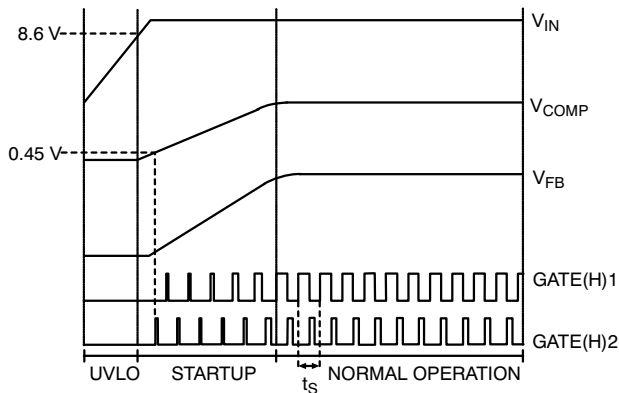 8.6 V
V_IN
V_COMP
0.45 V
V_FB
GATE(H)1
GATE(H)2
UVLO STARTUP NORMAL OPERATION
t_S